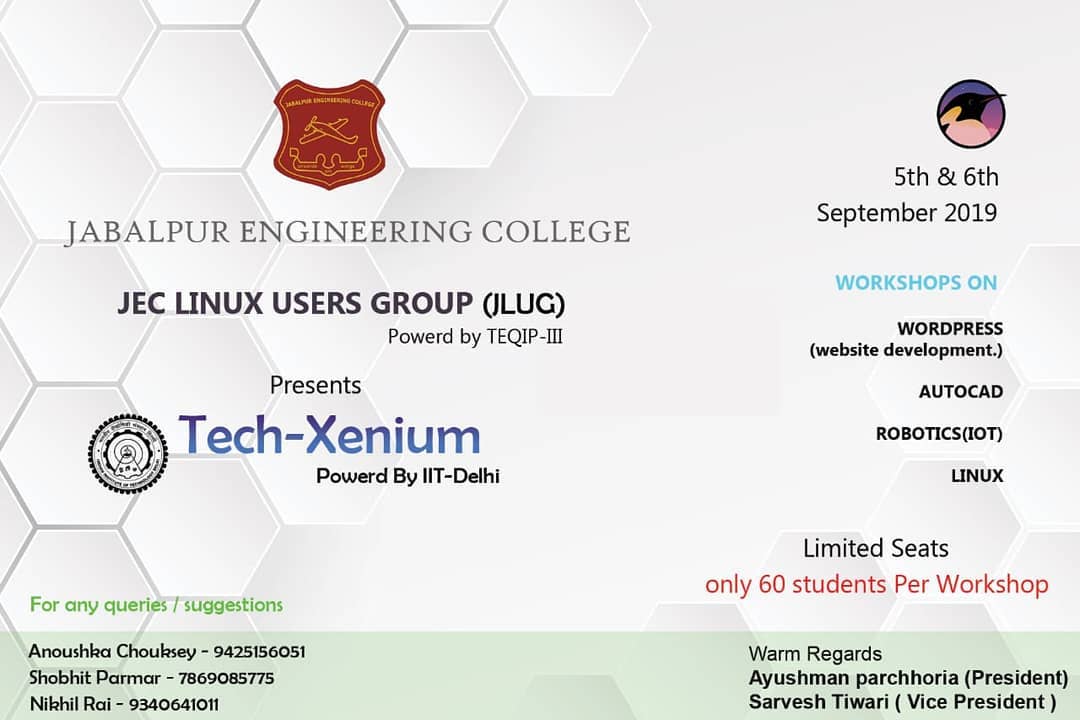 JABALPUR ENGINEERING COLLEGE
JABALPUR ENGINEERING COLLEGE
JEC LINUX USERS GROUP (JLUG)
Powerd by TEQIP-III
Presents
Tech-Xenium
Powerd By IIT-Delhi
5th & 6th
September 2019
WORKSHOPS ON
WORDPRESS
(website development.)
AUTOCAD
ROBOTICS(IOT)
LINUX
Limited Seats
only 60 students Per Workshop
For any queries / suggestions
Anoushka Chouksey - 9425156051
Shobhit Parmar - 7869085775
Nikhil Rai - 9340641011
Warm Regards
Ayushman parchhoria (President)
Sarvesh Tiwari ( Vice President )